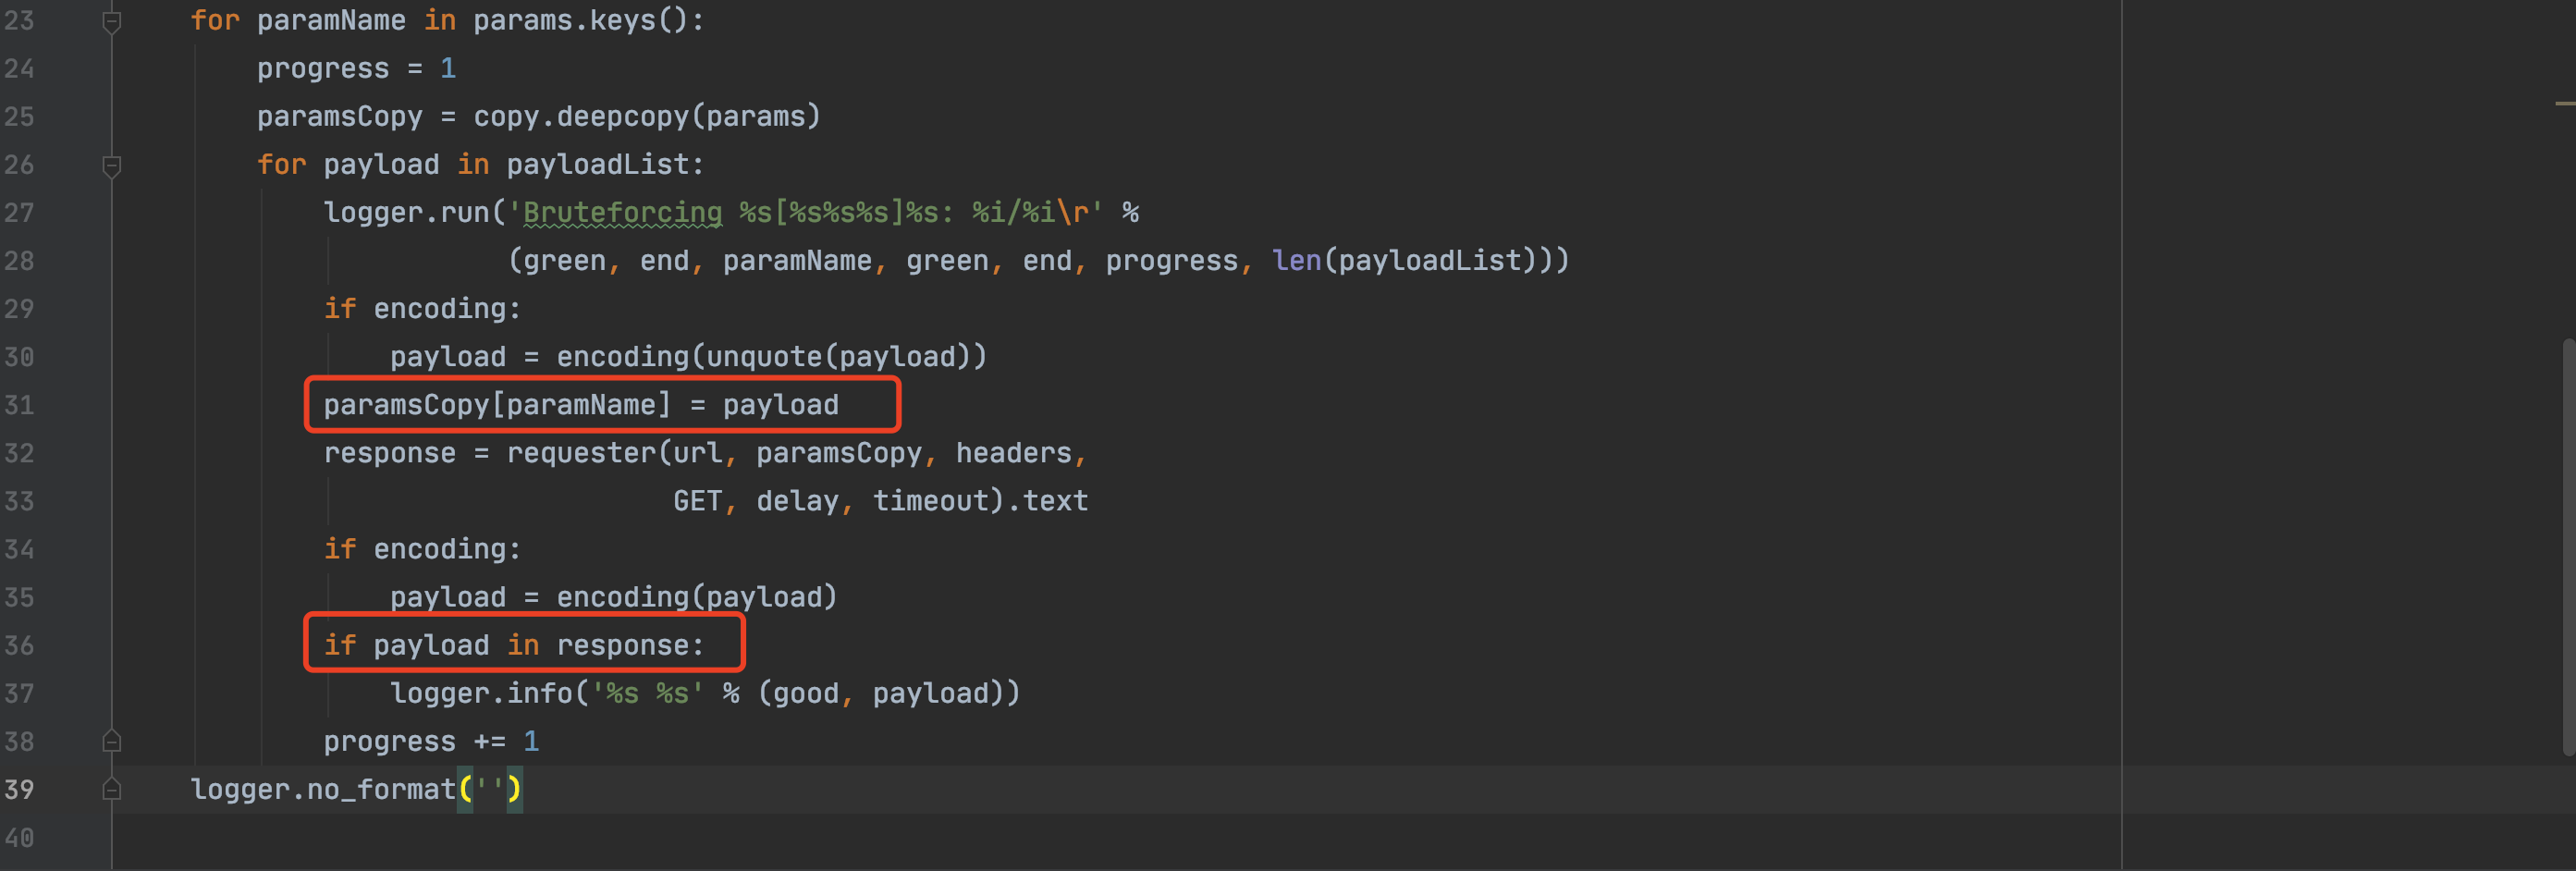 23 for paramName in params.keys():
24 progress = 1
25 paramsCopy = copy.deepcopy(params)
26 for payload in payloadList:
27 logger.run('Bruteforcing %s[%s%s%s]%s: %i/%i\r' %
28 (green, end, paramName, green, end, progress, len(payloadList)))
29 if encoding:
30 payload = encoding(unquote(payload))
31 paramsCopy[paramName] = payload
32 response = requester(url, paramsCopy, headers,
33 GET, delay, timeout).text
34 if encoding:
35 payload = encoding(payload)
36 if payload in response:
37 logger.info('%s %s' % (good, payload))
38 progress += 1
39 logger.no_format('')
40